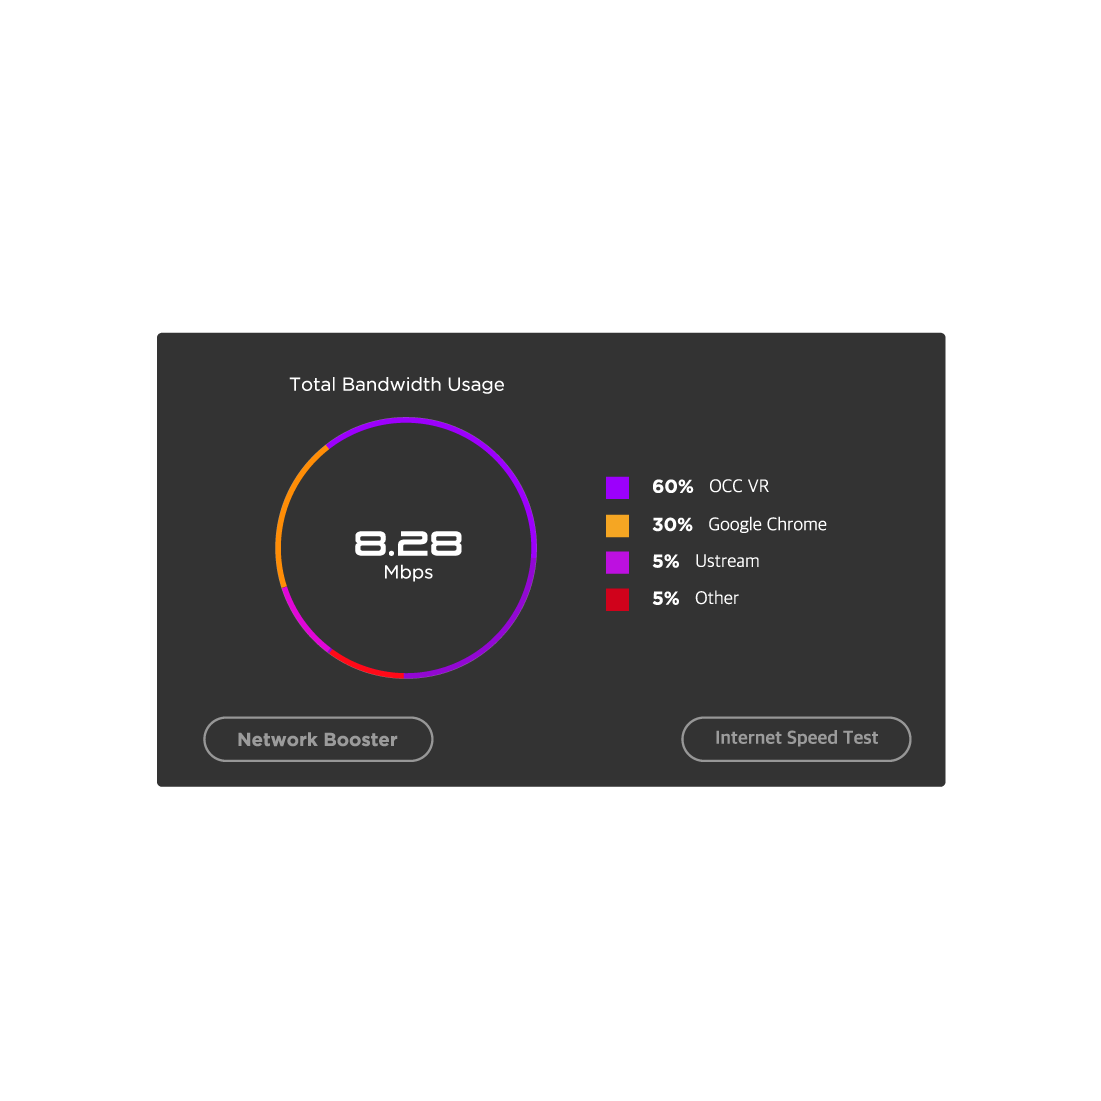 Total Bandwidth Usage
8.28
Mbps
60% OCC VR
30% Google Chrome
5% Ustream
5% Other
Network Booster
Internet Speed Test